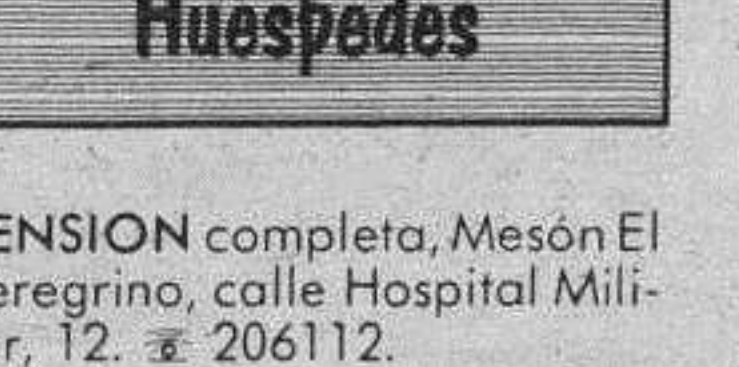 Huespedes
ENSION completa, Mesón El
eregrino, calle Hospital Mili-
r, 12. ☎ 206112.